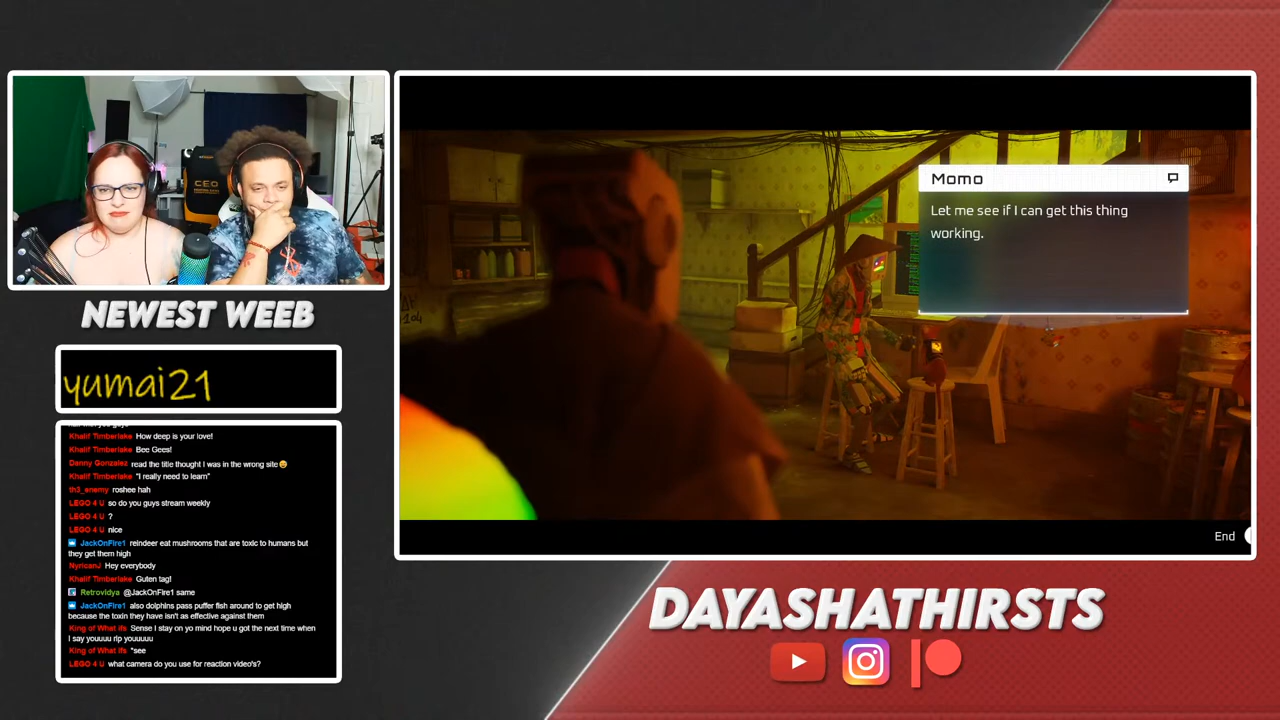 CEO
Momo
Let me see if I can get this thing
working.
End
NEWEST WEEB
yumai21
Khalif Timberlake How deep is your love!
Khalif Timberlake Bee Gees!
Danny Gonzalez read the title thought I was in the wrong site😅
Khalif Timberlake "I really need to learn"
th3_enemy roshee hah
LEGO 4 U so do you guys stream weekly
LEGO 4 U ?
LEGO 4 U nice
JackOnFire1 reindeer eat mushrooms that are toxic to humans but
they get them high
NyricanJ Hey everybody
Khalif Timberlake Guten tag!
Retrovidya @JackOnFire1 same
JackOnFire1 also dolphins pass puffer fish around to get high
because the toxin they have isn't as effective against them
King of What ifs Sense I stay on yo mind hope u got the next time when
I say youuuu rip youuuuu
King of What ifs *see
LEGO 4 U what camera do you use for reaction video's?
DAYASHATHIRSTS